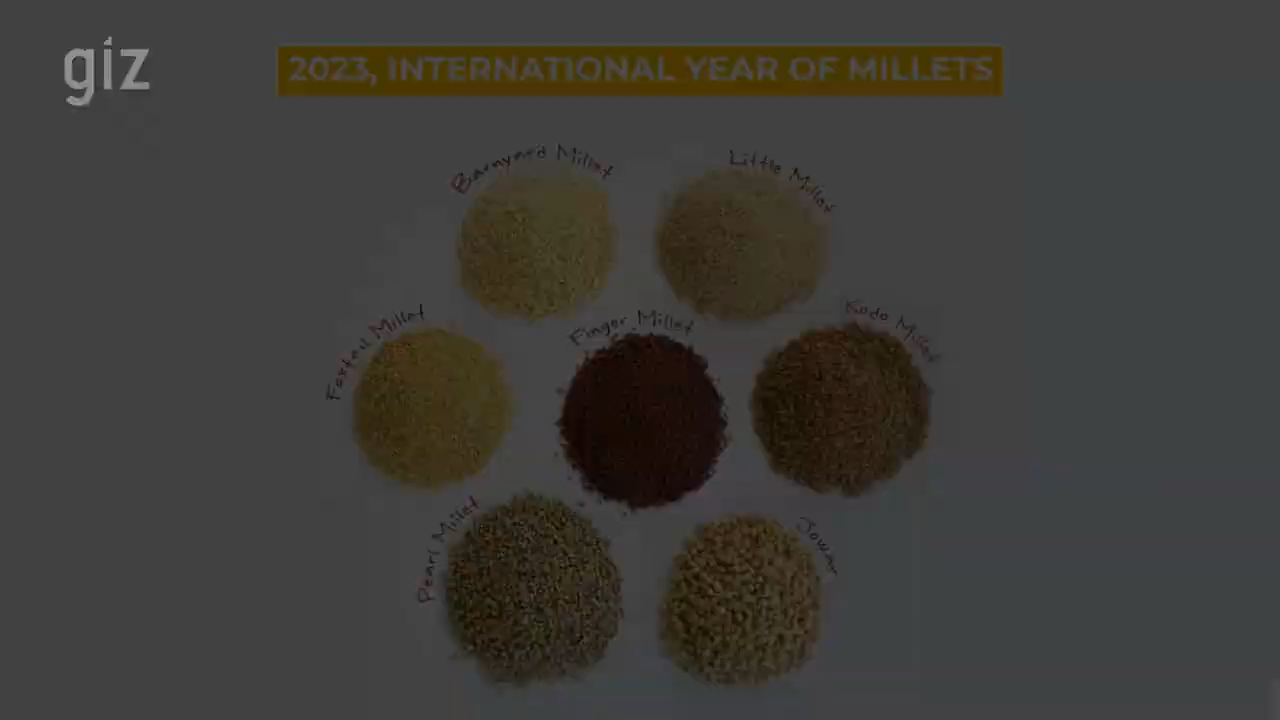 giz
2023, INTERNATIONAL YEAR OF MILLETS
Barnyard Millet
Little Millet
Foxtail Millet
Finger Millet
Kodo Millet
Pearl Millet
Jowar